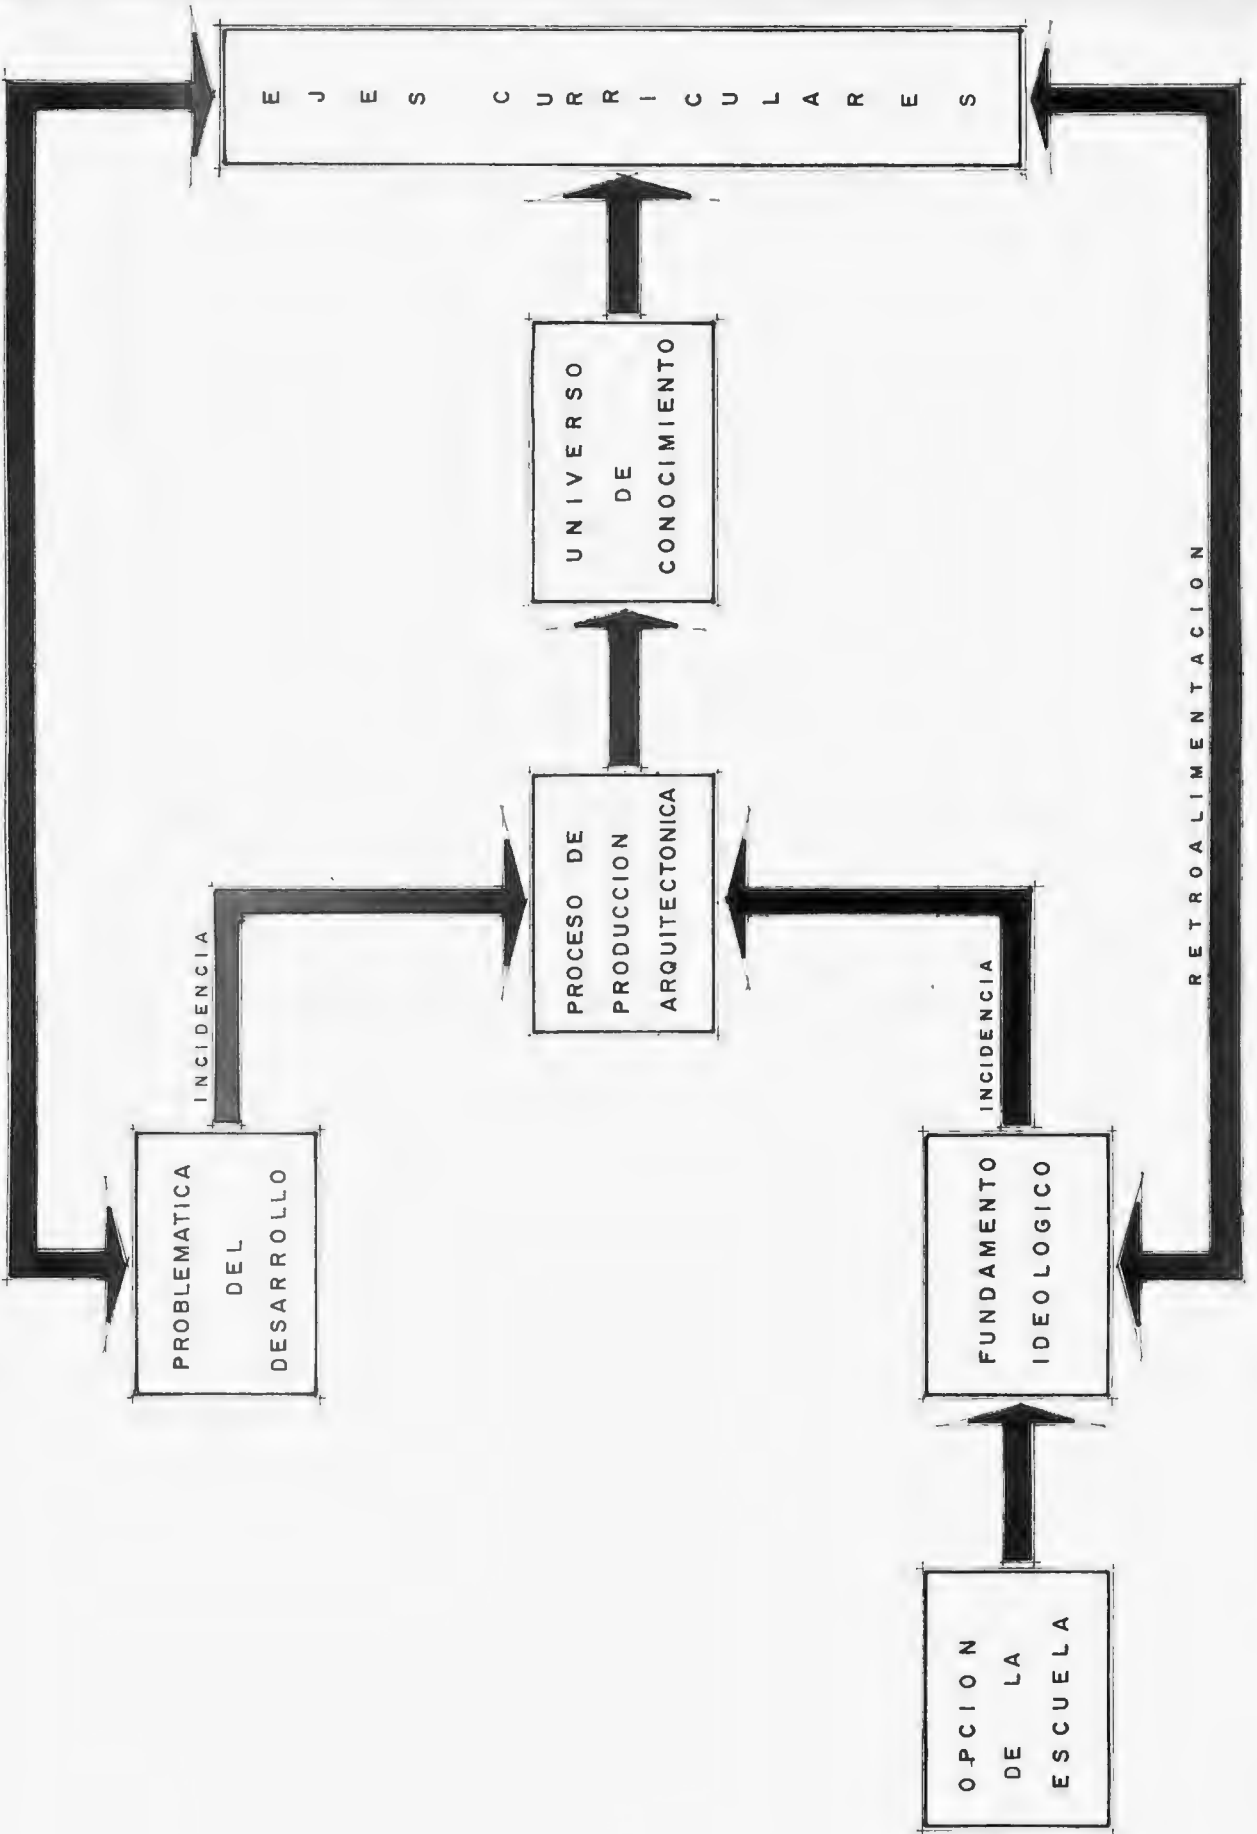 PROBLEMATICA
DEL
DESARROLLO
INCIDENCIA
PROCESO DE
PRODUCCION
ARQUITECTONICA
UNIVERSO
DE
CONOCIMIENTO
EJES CURRICULARES
OPCION
DE LA
ESCUELA
FUNDAMENTO
IDEOLOGICO
INCIDENCIA
RETROALIMENTACION